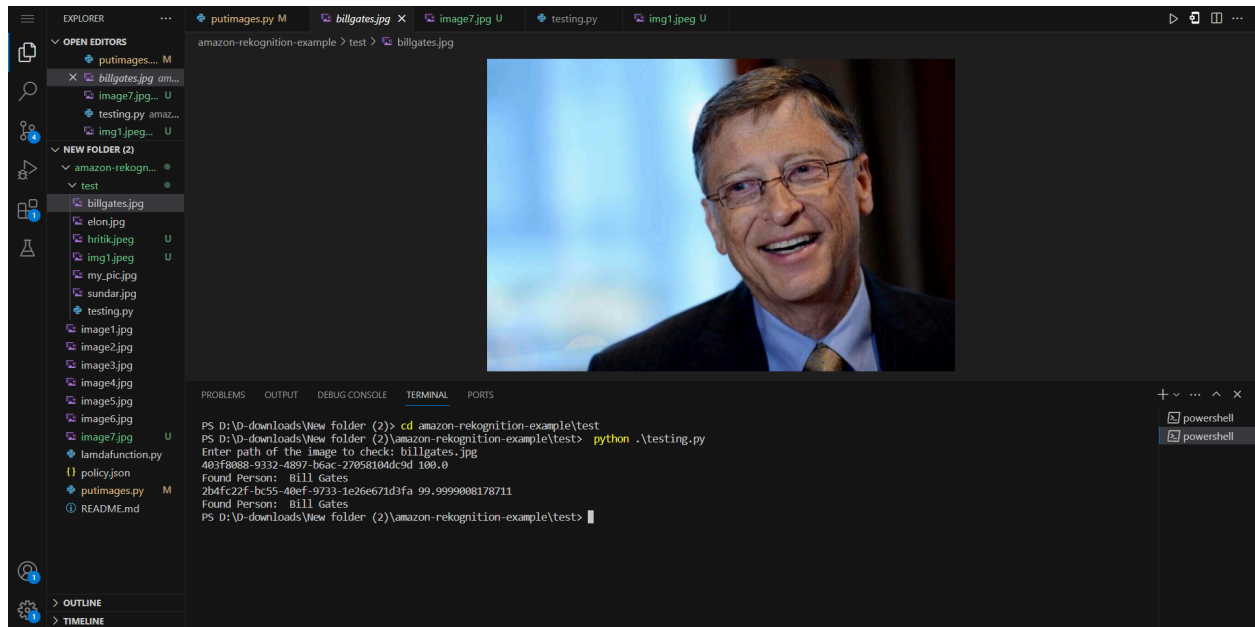 EXPLORER ...
OPEN EDITORS
putimages.... M
billgates.jpg am...
image7.jpg... U
testing.py amaz...
img1.jpeg... U
NEW FOLDER (2)
amazon-rekogn...
test
billgates.jpg
elon.jpg
hritik.jpeg U
img1.jpeg U
my_pic.jpg
sundar.jpg
testing.py
image1.jpg
image2.jpg
image3.jpg
image4.jpg
image5.jpg
image6.jpg
image7.jpg U
lamdafunction.py
{} policy.json
putimages.py M
README.md
OUTLINE
TIMELINE
4
1
1
1
putimages.py M billgates.jpg image7.jpg U testing.py img1.jpeg U
amazon-rekognition-example > test > billgates.jpg
PROBLEMS OUTPUT DEBUG CONSOLE TERMINAL PORTS
PS D:\D-downloads\New folder (2)> cd amazon-rekognition-example\test
PS D:\D-downloads\New folder (2)\amazon-rekognition-example\test> python .\testing.py
Enter path of the image to check: billgates.jpg
403f8088-9332-4897-b6ac-27058104dc9d 100.0
Found Person: Bill Gates
2b4fc22f-bc55-40ef-9733-1e26e671d3fa 99.9999008178711
Found Person: Bill Gates
PS D:\D-downloads\New folder (2)\amazon-rekognition-example\test>
powershell
powershell